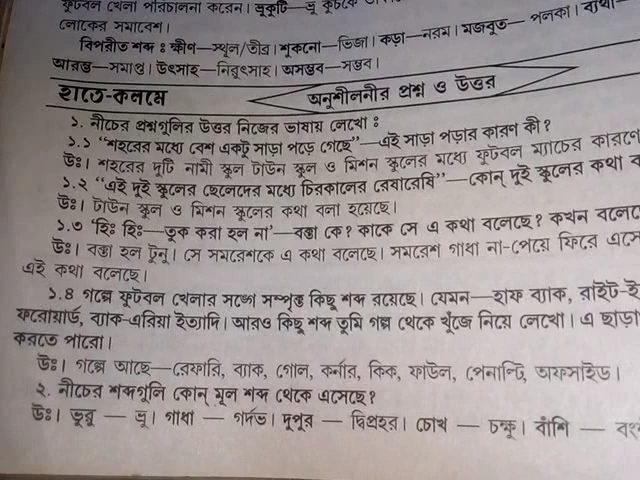 ফুটবল খেলা পরিচালনা করেন। ভ্রূকুটি—ভ্রূ কুঁচকে
লোকের সমাবেশ।
বিপরীত শব্দ : ক্ষীণ—স্থূল/তীব্র। শুকনো—ভিজা। কড়া—নরম। মজবুত— পলকা। ব্যথা—
আরম্ভ—সমাপ্ত। উৎসাহ—নিরুৎসাহ। অসম্ভব—সম্ভব।
হাতে-কলমে অনুশীলনীর প্রশ্ন ও উত্তর
১. নীচের প্রশ্নগুলির উত্তর নিজের ভাষায় লেখো :
১.১ “শহরের মধ্যে বেশ একটু সাড়া পড়ে গেছে”—এই সাড়া পড়ার কারণ কী?
উঃ। শহরের দুটি নামী স্কুল টাউন স্কুল ও মিশন স্কুলের মধ্যে ফুটবল ম্যাচের কারণে
১.২ “এই দুই স্কুলের ছেলেদের মধ্যে চিরকালের রেষারেষি”—কোন্ দুই স্কুলের কথা ব
উঃ। টাউন স্কুল ও মিশন স্কুলের কথা বলা হয়েছে।
১.৩ ‘হিঃ হিঃ—তুক করা হল না’—বক্তা কে? কাকে সে এ কথা বলেছে? কখন বলেছে
উঃ। বক্তা হল টুনু। সে সমরেশকে এ কথা বলেছে। সমরেশ গাধা না-পেয়ে ফিরে এসে
এই কথা বলেছে।
১.৪ গল্পে ফুটবল খেলার সঙ্গে সম্পৃক্ত কিছু শব্দ রয়েছে। যেমন—হাফ ব্যাক, রাইট-ই
ফরোয়ার্ড, ব্যাক-এরিয়া ইত্যাদি। আরও কিছু শব্দ তুমি গল্প থেকে খুঁজে নিয়ে লেখো। এ ছাড়া
করতে পারো।
উঃ। গল্পে আছে—রেফারি, ব্যাক, গোল, কর্নার, কিক, ফাউল, পেনাল্টি, অফসাইড।
২. নীচের শব্দগুলি কোন্ মূল শব্দ থেকে এসেছে?
উঃ। ভুরু — ভ্রূ। গাধা — গর্দভ। দুপুর — দ্বিপ্রহর। চোখ — চক্ষু। বাঁশি — বং